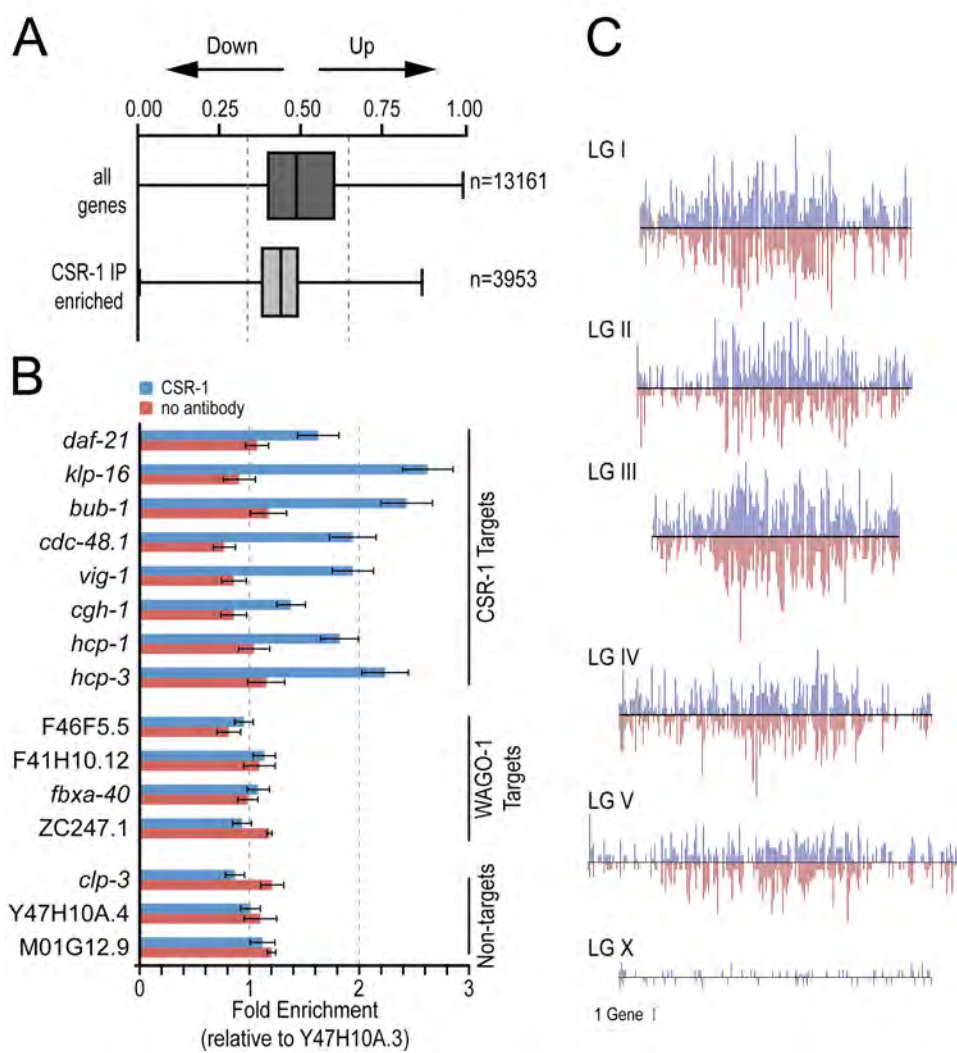 A
Down
Up
0.00 0.25 0.50 0.75 1.00
all
genes
n=13161
CSR-1 IP
enriched
n=3953
B
CSR-1
no antibody
daf-21
klp-16
bub-1
cdc-48.1
vig-1
cgh-1
hcp-1
hcp-3
CSR-1 Targets
F46F5.5
F41H10.12
fbxa-40
ZC247.1
WAGO-1
Targets
clp-3
Y47H10A.4
M01G12.9
Non-targets
0 1 2 3
Fold Enrichment
(relative to Y47H10A.3)
C
LG I
LG II
LG III
LG IV
LG V
LG X
1 Gene